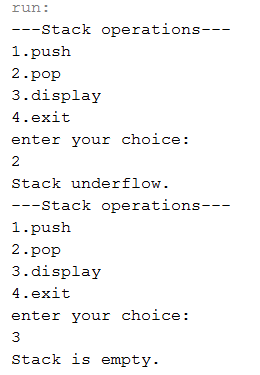 run:
---Stack operations---
1.push
2.pop
3.display
4.exit
enter your choice:
2
Stack underflow.
---Stack operations---
1.push
2.pop
3.display
4.exit
enter your choice:
3
Stack is empty.